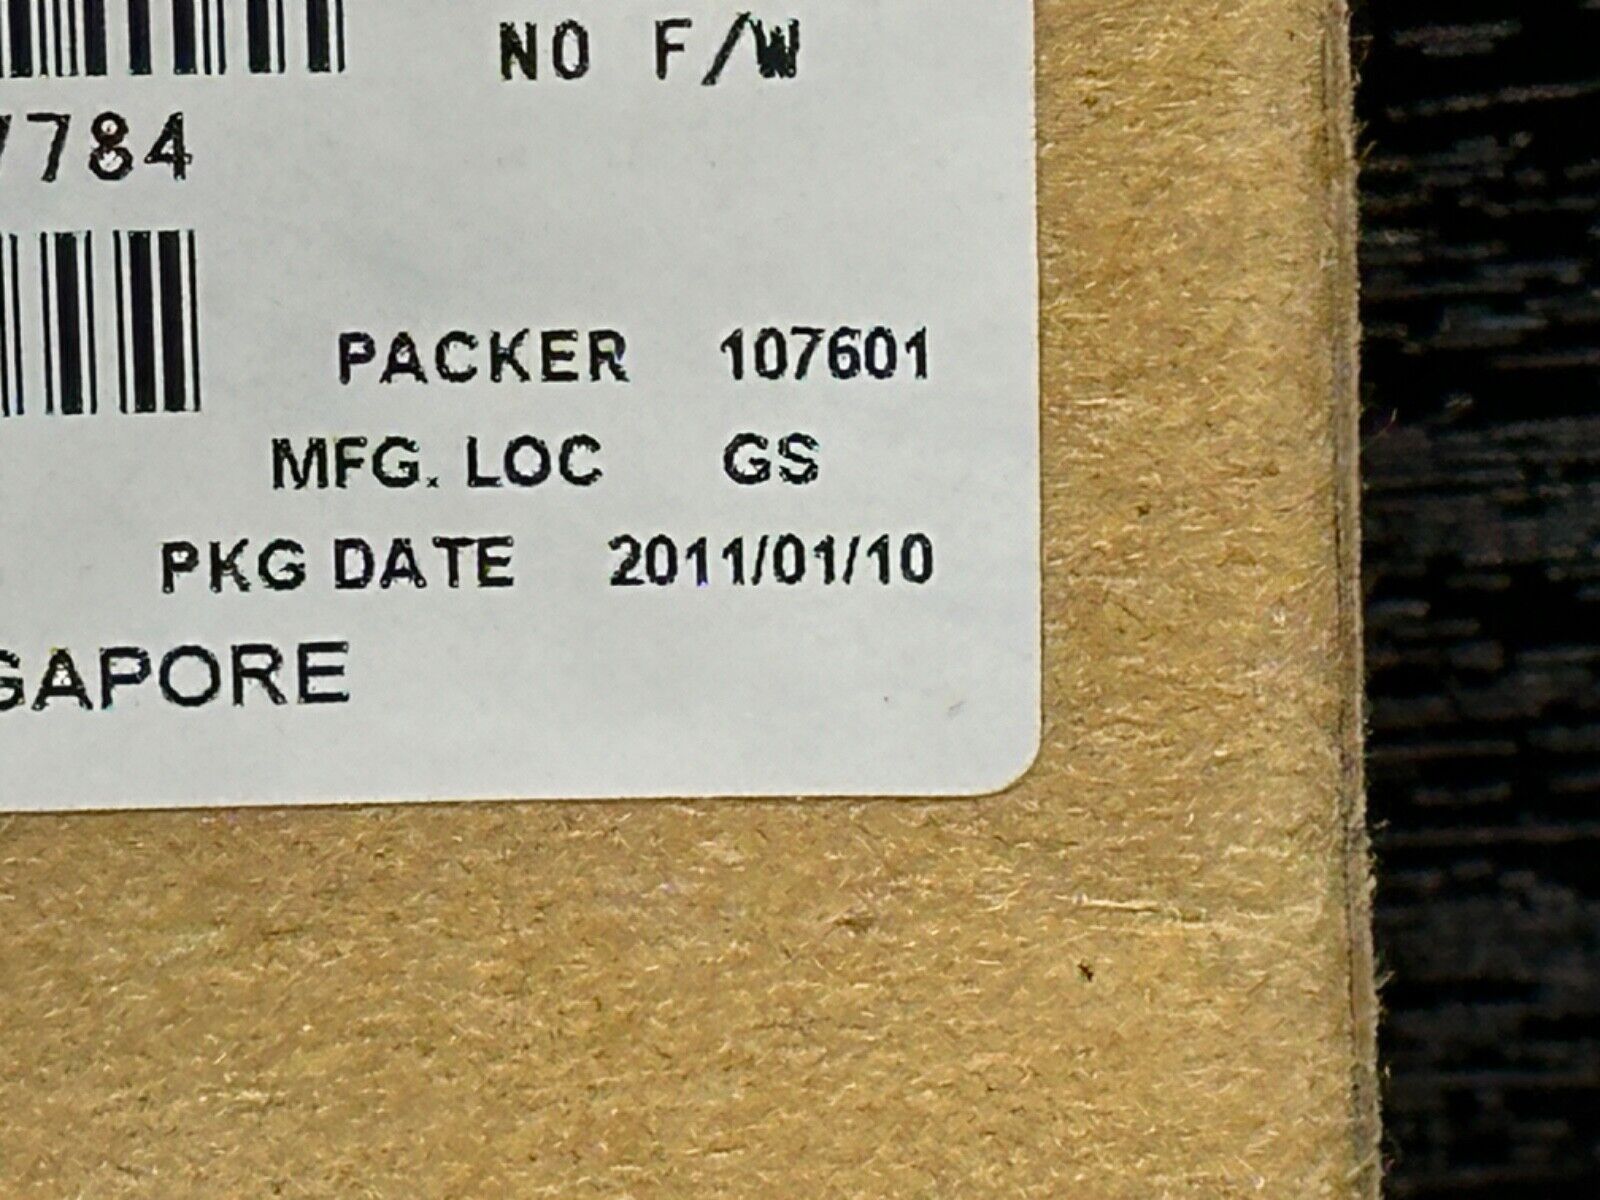 NO F/W
7784
PACKER 107601
MFG. LOC GS
PKG DATE 2011/01/10
GAPORE